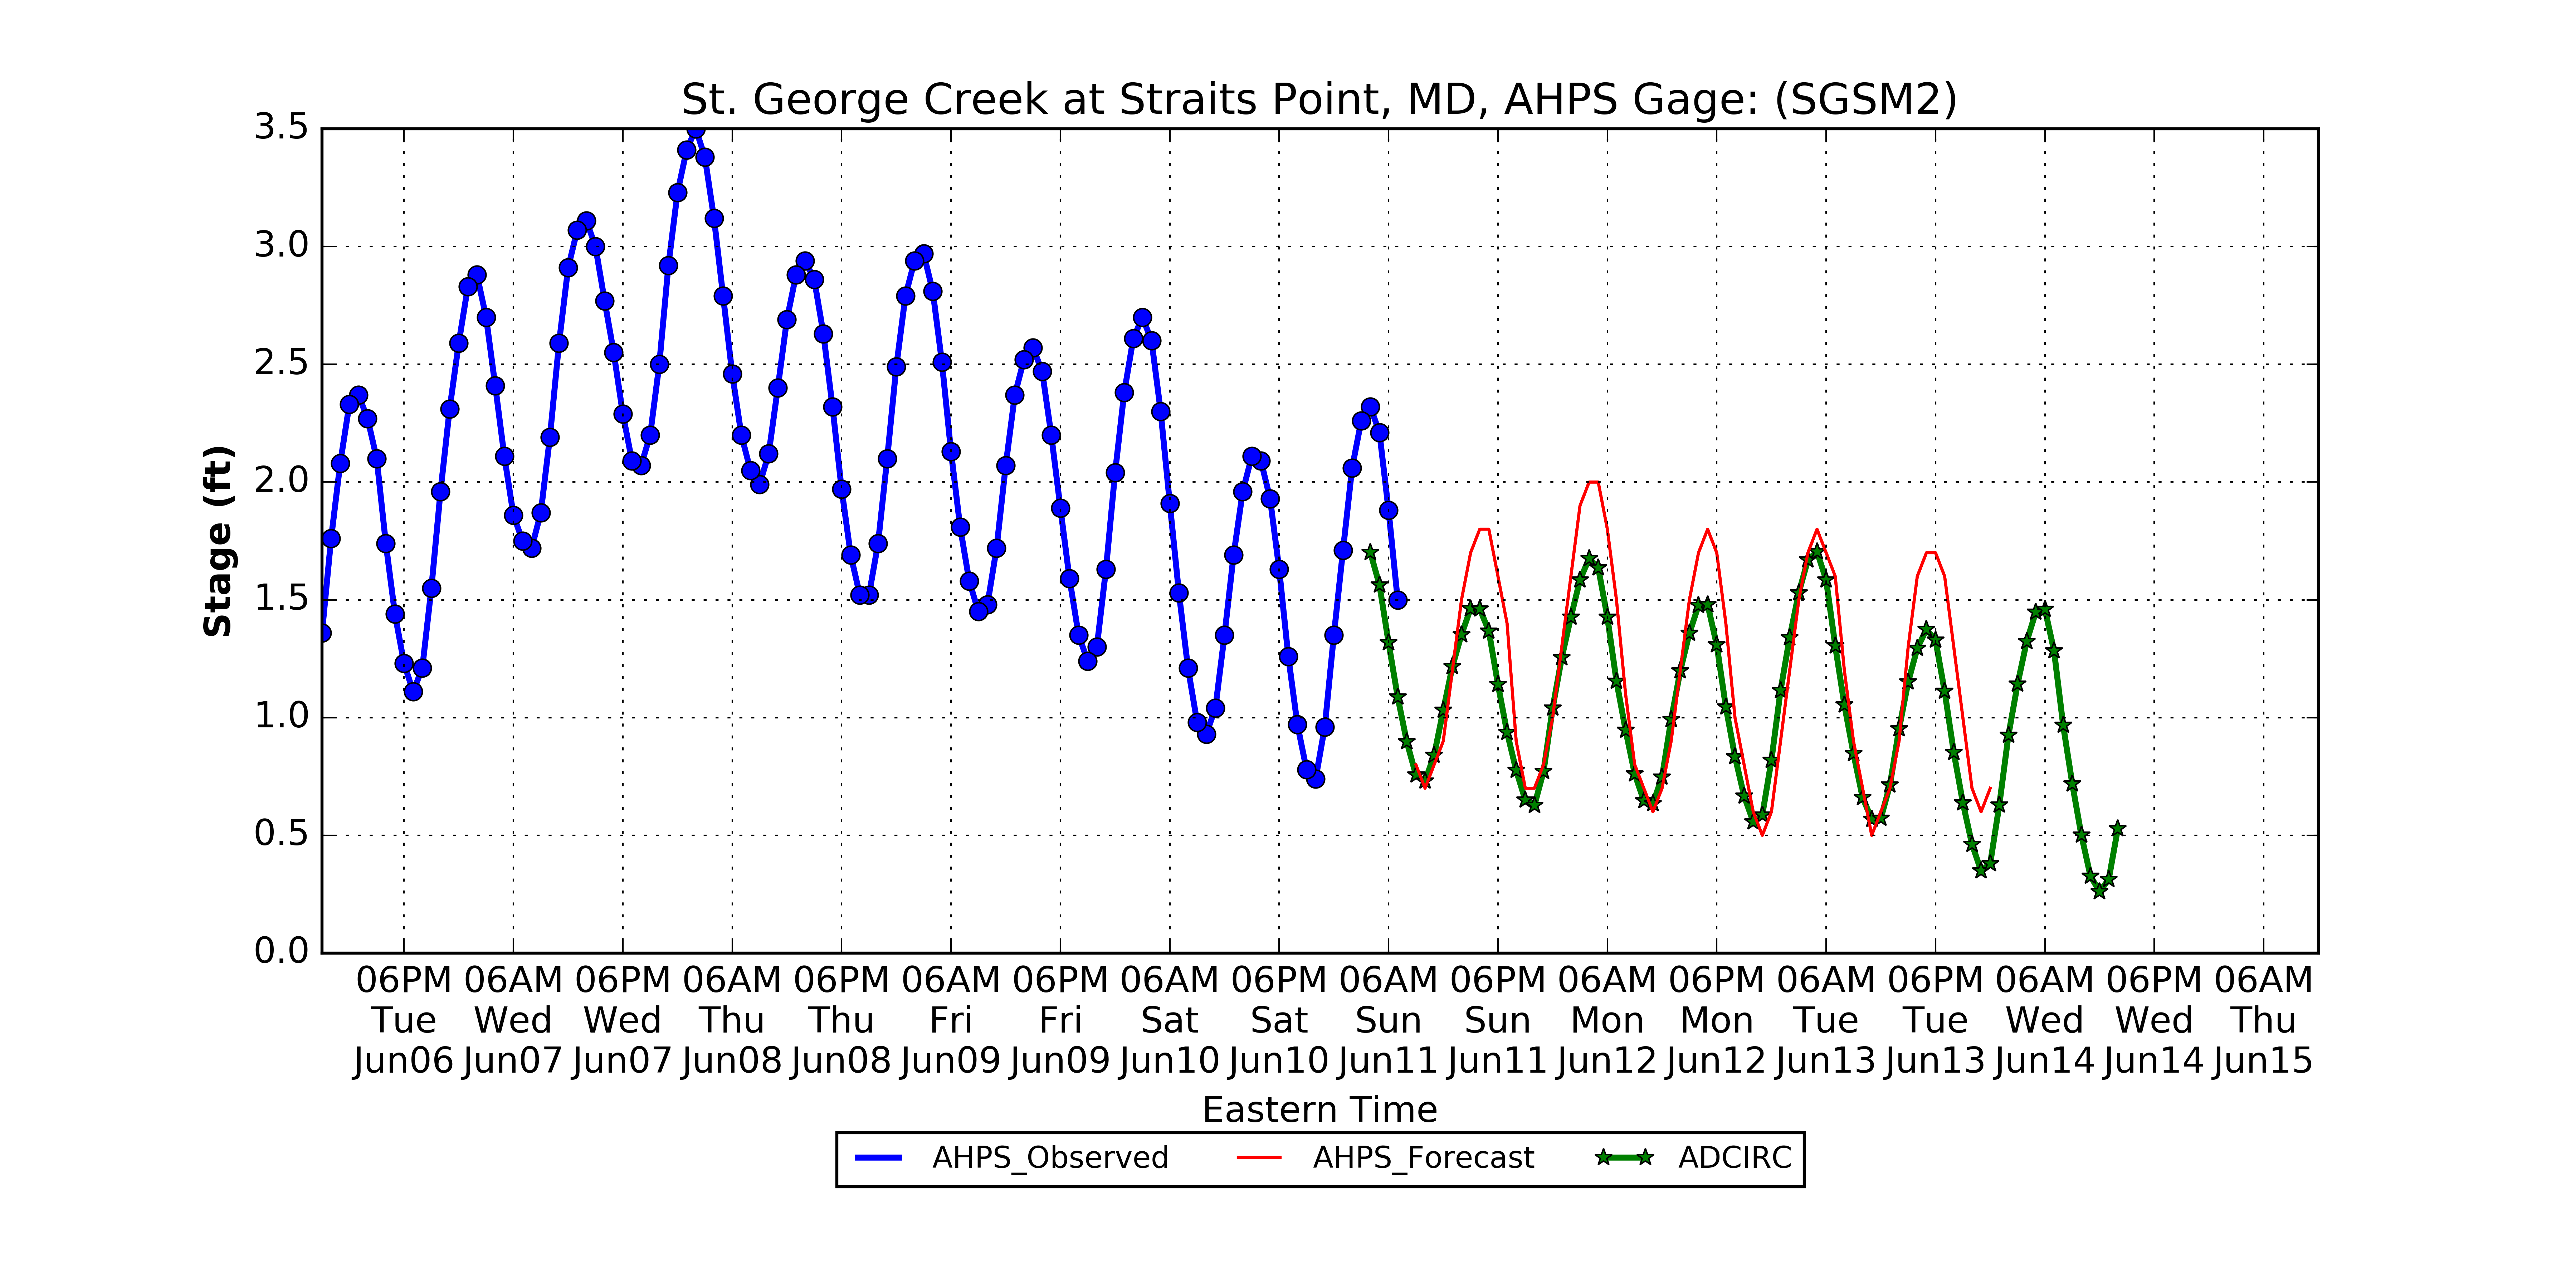 St. George Creek at Straits Point, MD, AHPS Gage: (SGSM2)
3.5
3.0
2.5
2.0
1.5
1.0
0.5
0.0
Stage (ft)
06PM 06AM 06PM 06AM 06PM 06AM 06PM 06AM 06PM 06AM 06PM 06AM 06PM 06AM 06PM 06AM 06PM 06AM
Tue Wed Wed Thu Thu Fri Fri Sat Sat Sun Sun Mon Mon Tue Tue Wed Wed Thu
Jun06 Jun07 Jun07 Jun08 Jun08 Jun09 Jun09 Jun10 Jun10 Jun11 Jun11 Jun12 Jun12 Jun13 Jun13 Jun14 Jun14 Jun15
Eastern Time
AHPS_Observed AHPS_Forecast ADCIRC